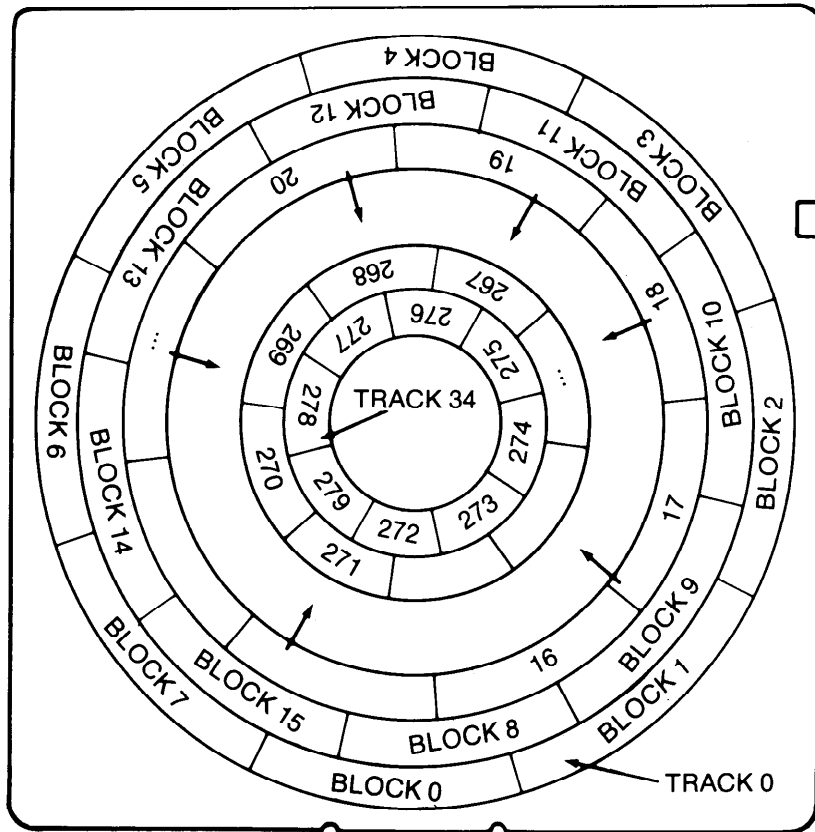 BLOCK 0
BLOCK 1
BLOCK 2
BLOCK 3
BLOCK 4
BLOCK 5
BLOCK 6
BLOCK 7
BLOCK 8
BLOCK 9
BLOCK 10
BLOCK 11
BLOCK 12
BLOCK 13
BLOCK 14
BLOCK 15
16
17
18
19
20
...
267
268
269
270
271
...
272
273
274
275
276
277
278
279
TRACK 34
TRACK 0